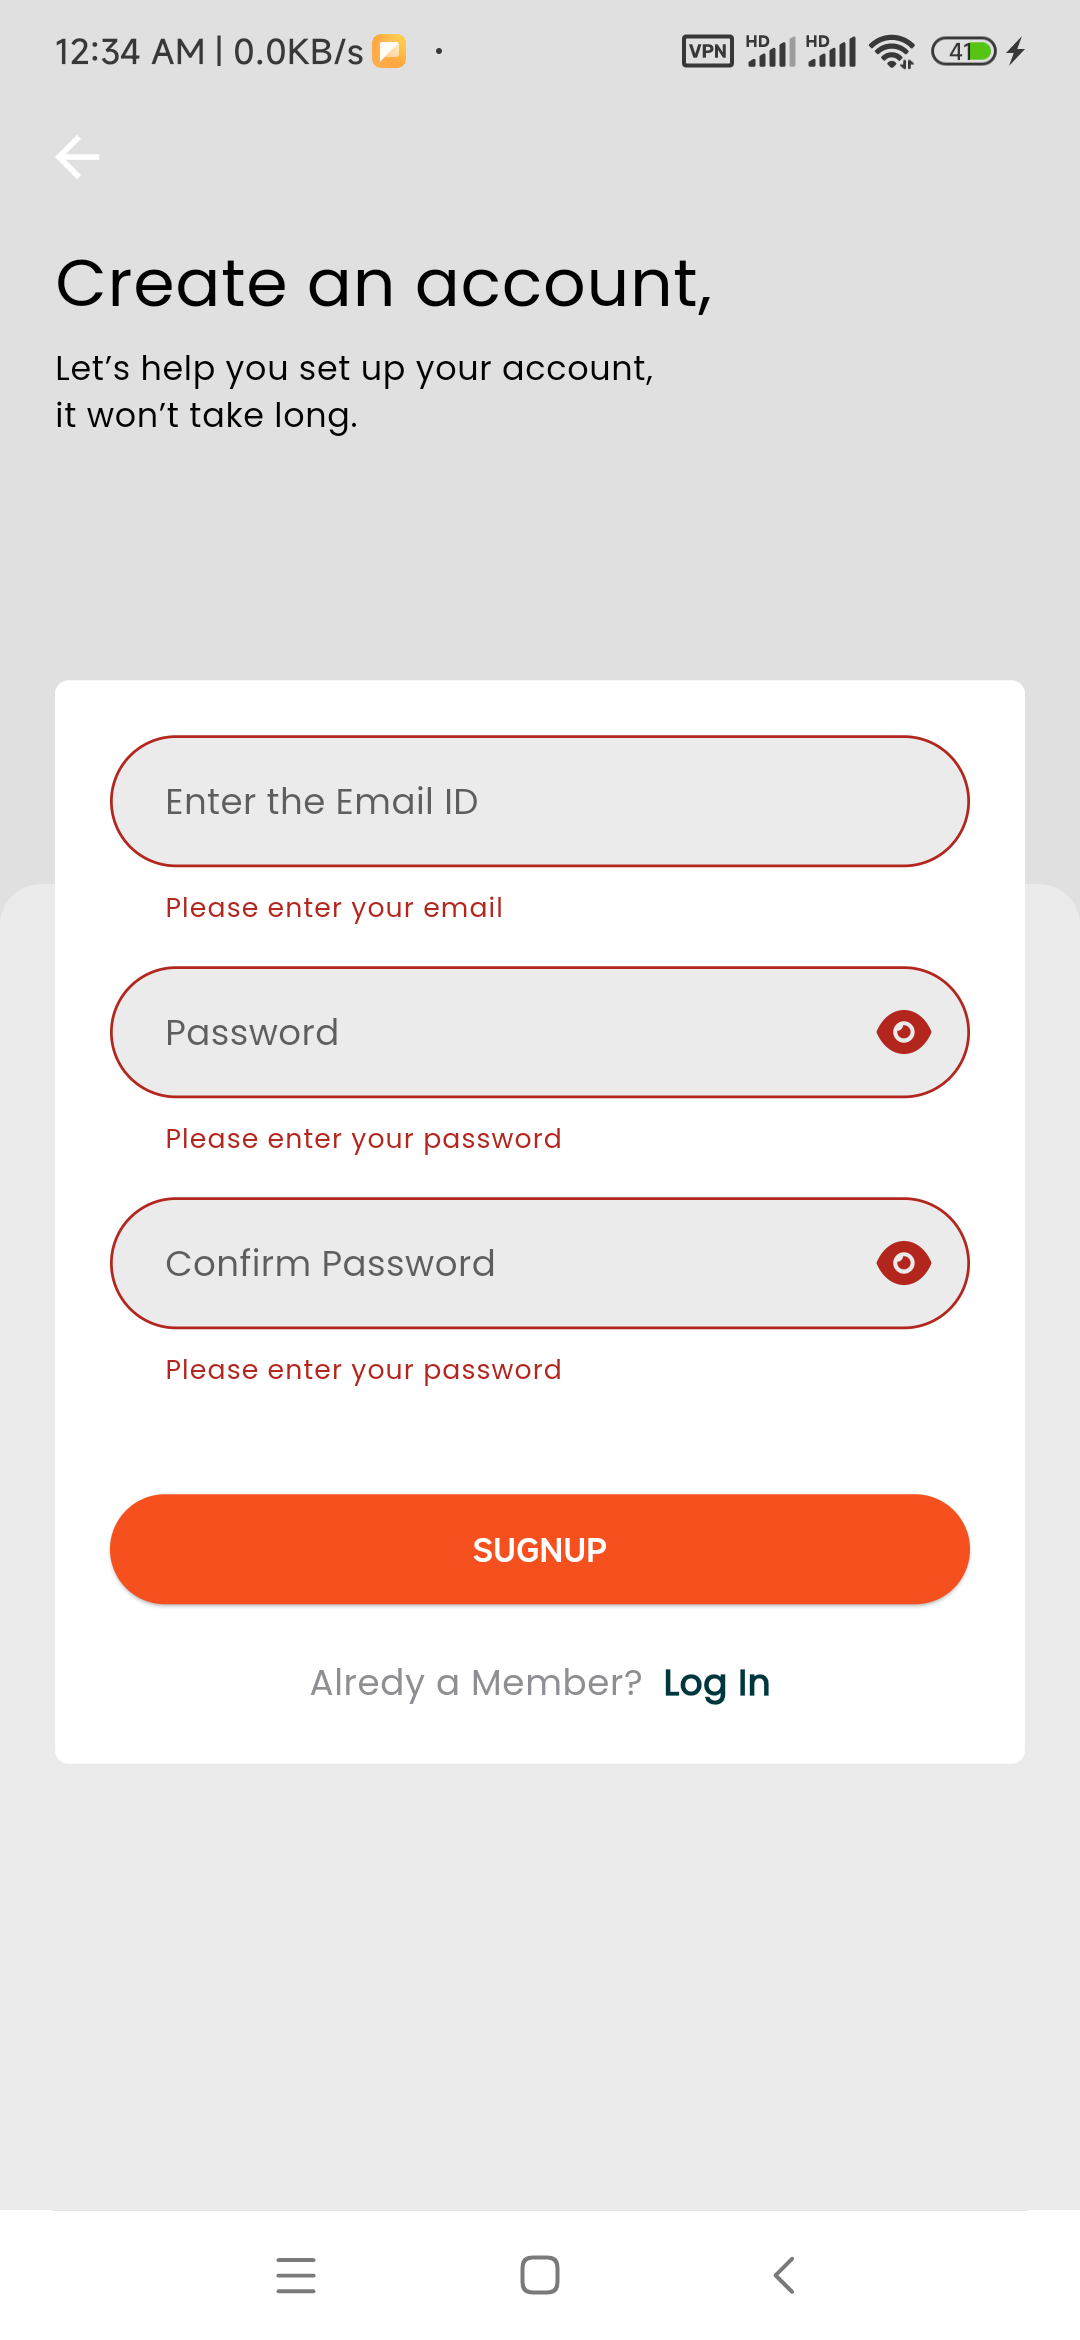 12:34 AM | 0.0KB/s
VPN HD HD 41
Create an account,
Let’s help you set up your account,
it won’t take long.
Enter the Email ID
Please enter your email
Password
Please enter your password
Confirm Password
Please enter your password
SUGNUP
Alredy a Member? Log In